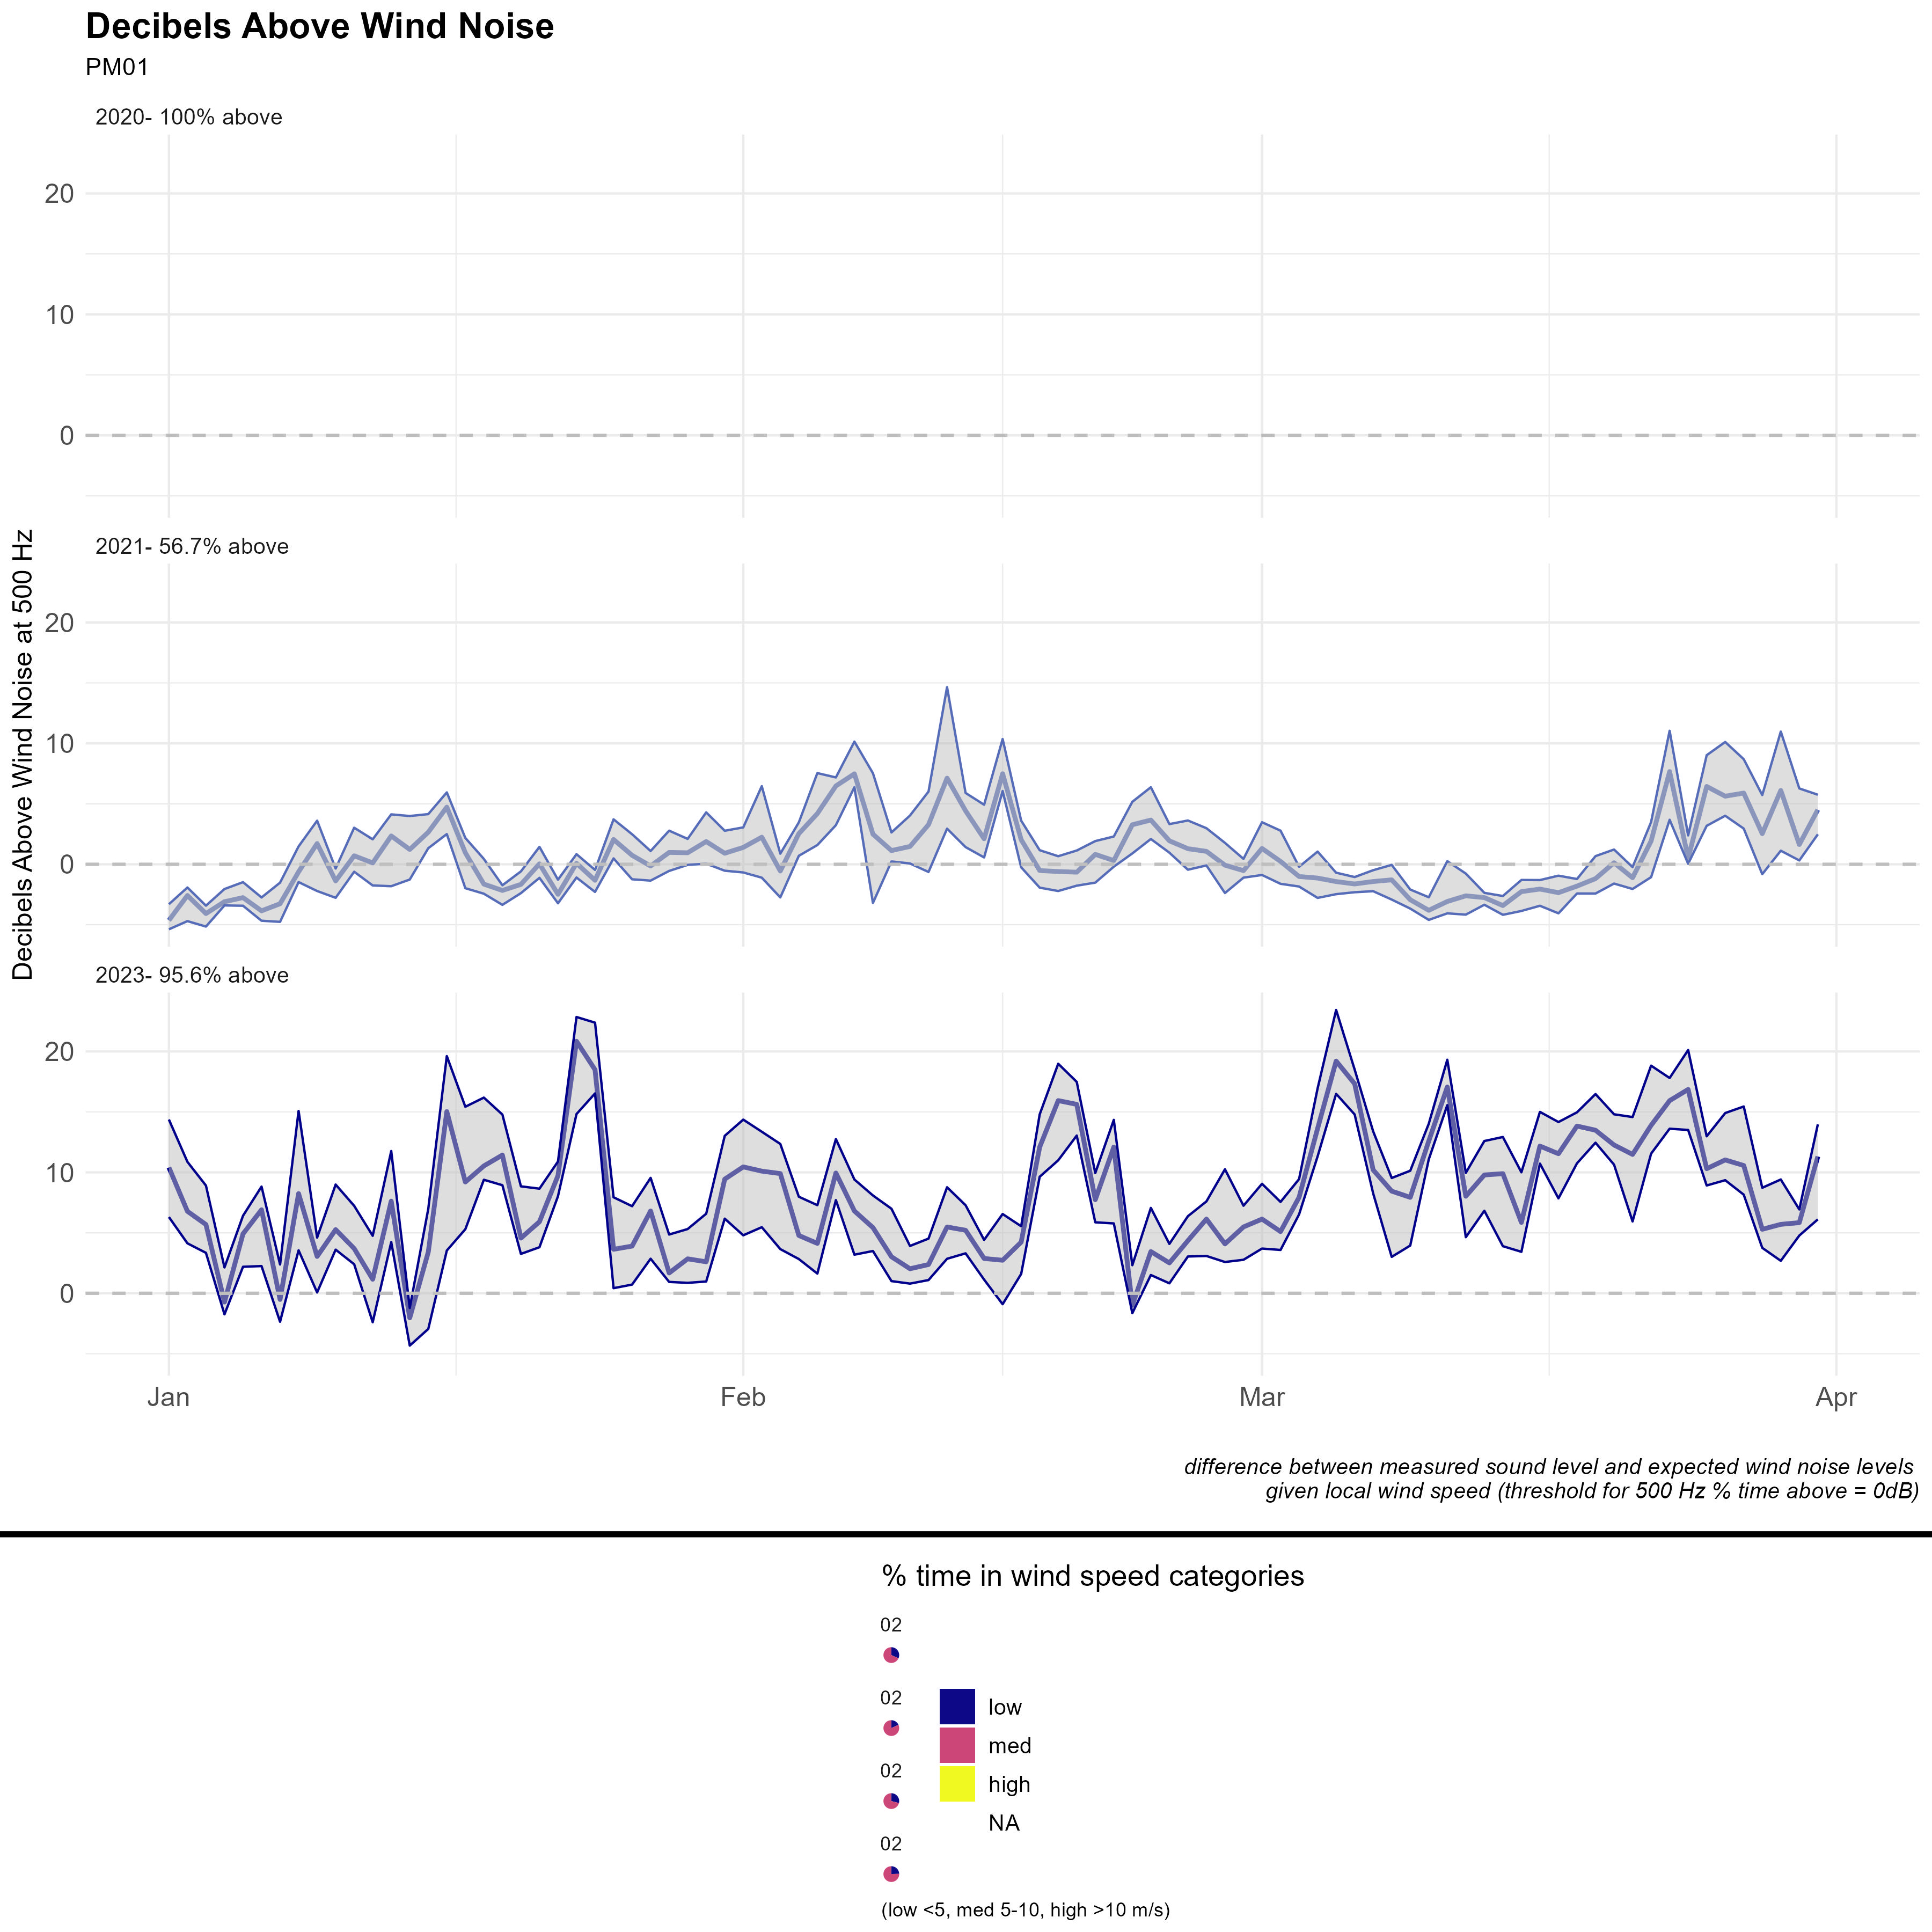 Decibels Above Wind Noise
PM01
2020- 100% above
20
10
0
2021- 56.7% above
20
10
0
2023- 95.6% above
20
10
0
Decibels Above Wind Noise at 500 Hz
Jan Feb Mar Apr
difference between measured sound level and expected wind noise levels
given local wind speed (threshold for 500 Hz % time above = 0dB)
% time in wind speed categories
02
02
02
02
low
med
high
NA
(low <5, med 5-10, high >10 m/s)